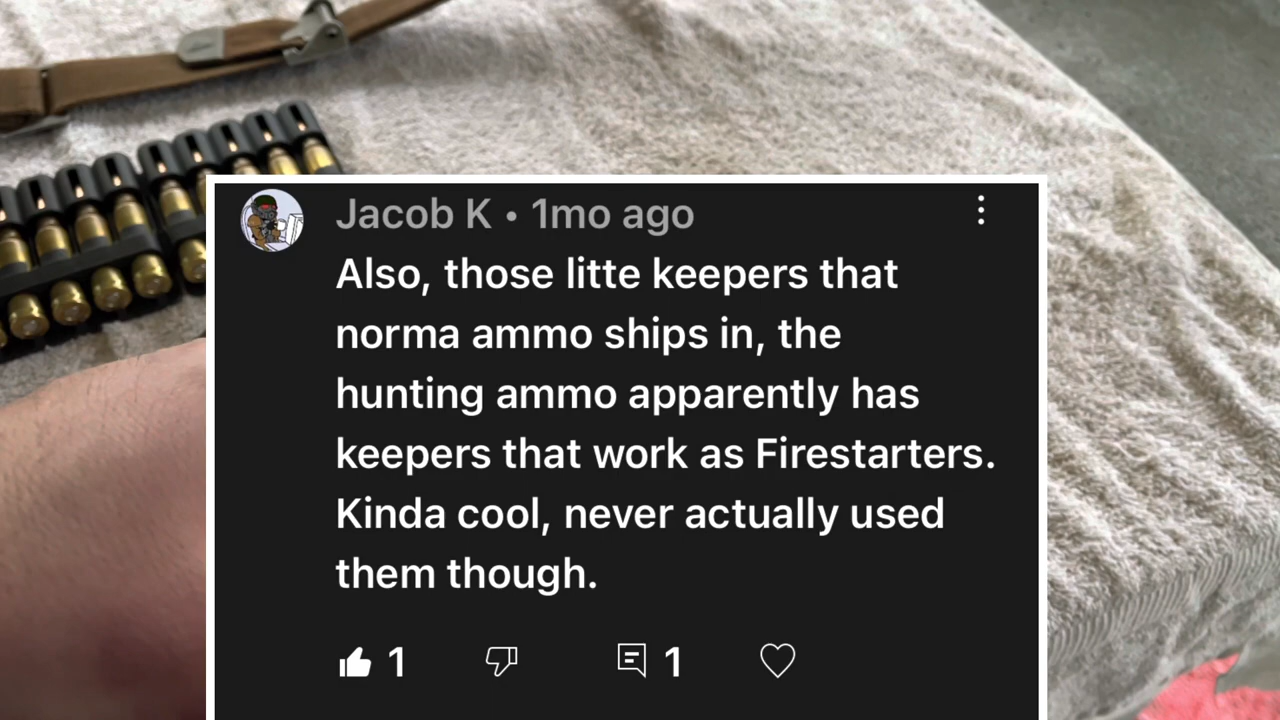 Jacob K • 1mo ago
Also, those litte keepers that
norma ammo ships in, the
hunting ammo apparently has
keepers that work as Firestarters.
Kinda cool, never actually used
them though.
1
1